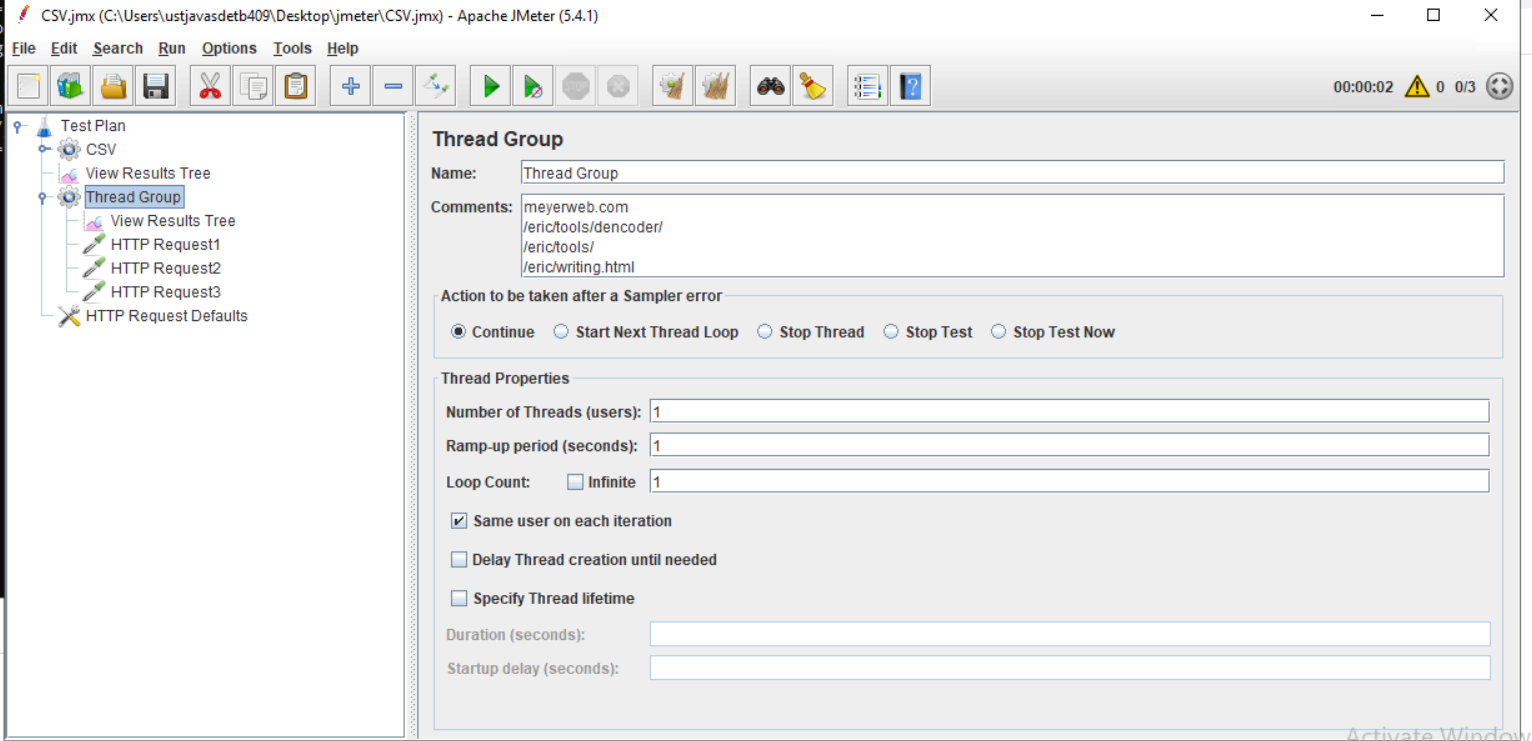 CSV.jmx (C:\Users\ustjavasdetb409\Desktop\jmeter\CSV.jmx) - Apache JMeter (5.4.1)
File Edit Search Run Options Tools Help
STOP
00:00:02 0 0/3
Test Plan
CSV
View Results Tree
Thread Group
View Results Tree
HTTP Request1
HTTP Request2
HTTP Request3
HTTP Request Defaults
Thread Group
Name: Thread Group
Comments: meyerweb.com
/eric/tools/dencoder/
/eric/tools/
/eric/writing.html
Action to be taken after a Sampler error
Continue Start Next Thread Loop Stop Thread Stop Test Stop Test Now
Thread Properties
Number of Threads (users): 1
Ramp-up period (seconds): 1
Loop Count: Infinite 1
Same user on each iteration
Delay Thread creation until needed
Specify Thread lifetime
Duration (seconds):
Startup delay (seconds):
Activate Window